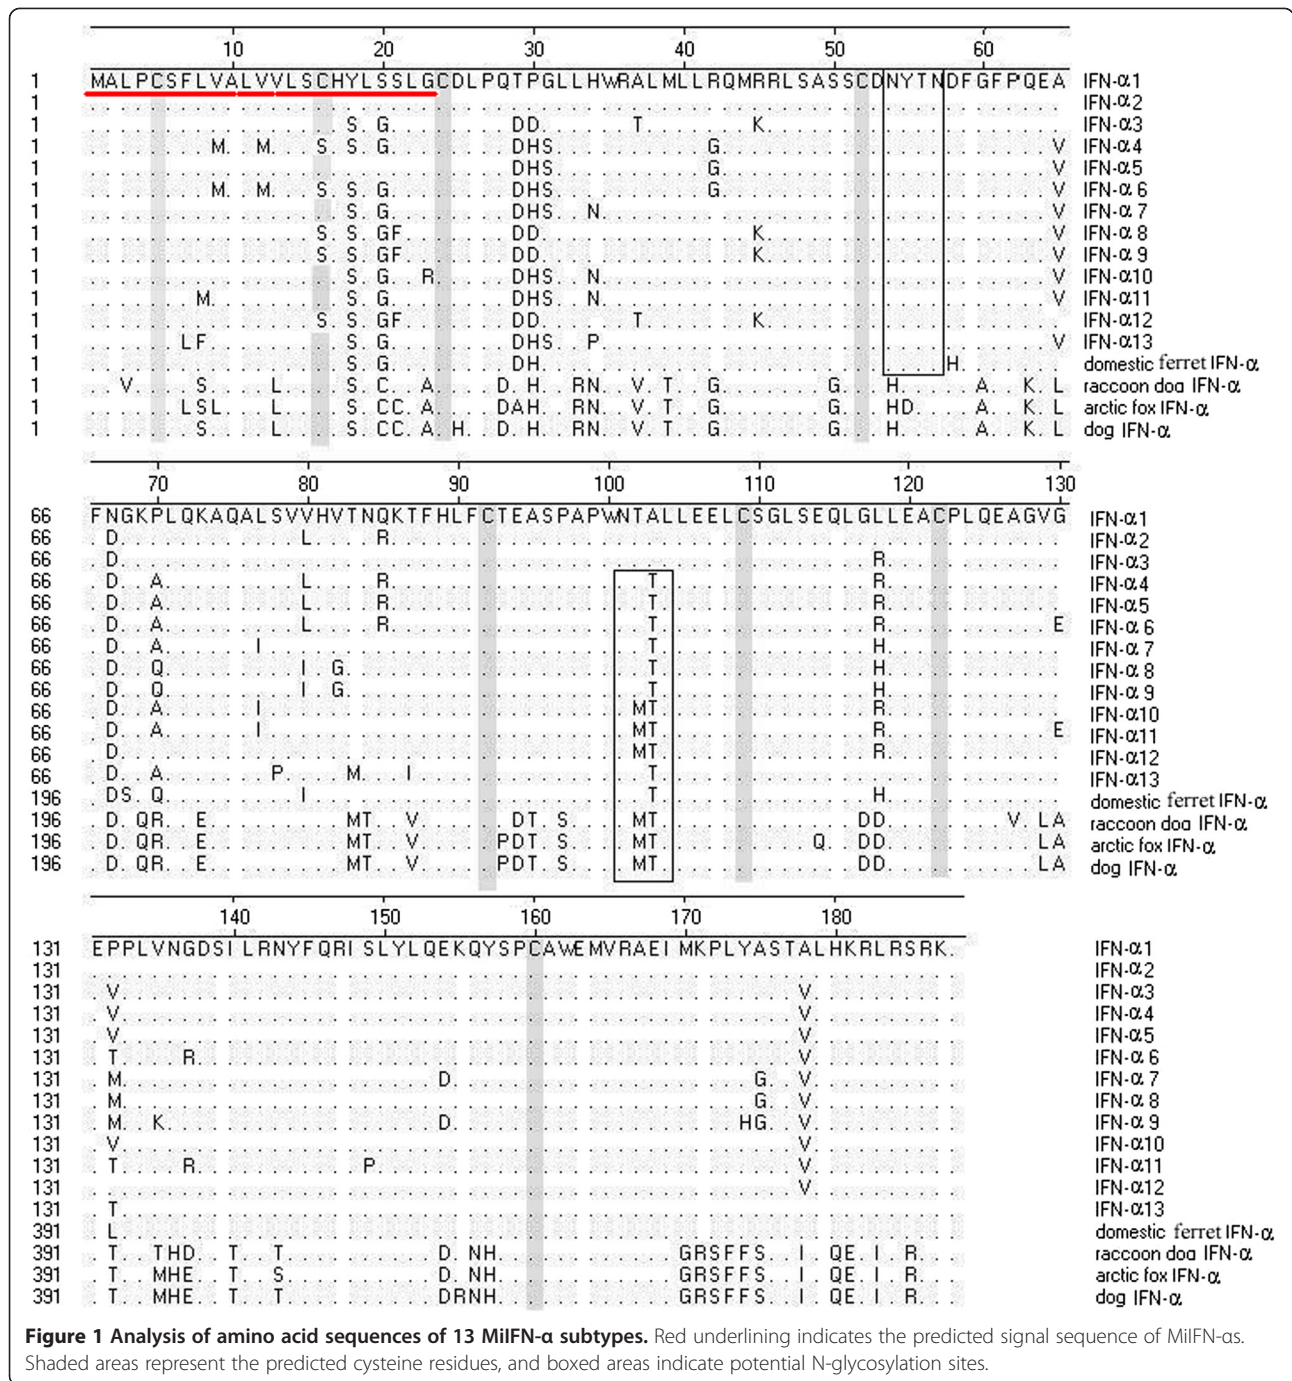 10 20 30 40 50 60
1 MALPCSFLVALVVLSCHYLSSLGCDLPQTPGLLHWRALMLLRQMRRLSASSCDNYTNDFGFPQEA IFN-α1
1 ................................................................. IFN-α2
1 .................S.G........DD......T.......K.................... IFN-α3
1 ........M..M...S.S.G........DHS..........G......................V IFN-α4
1 .................S.G........DHS..........G......................V IFN-α5
1 ........M..M...S.S.G........DHS..........G......................V IFN-α6
1 .................S.G........DHS..N..............................V IFN-α7
1 ...............S.S.GF.......DD..............K...................V IFN-α8
1 ...............S.S.GF.......DD..............K...................V IFN-α9
1 .................S.G..R.....DHS..N..............................V IFN-α10
1 .......M.........S.G........DHS..N..............................V IFN-α11
1 ...............S.S.GF.......DD......T.......K.................... IFN-α12
1 ......LF.........S.G........DHS..P..............................V IFN-α13
1 .................S.G........DH...........................H....... domestic ferret IFN-α
1 ..V....S....L....S.C..A....D.H..RN..V.T..G.......G...H.....A..K.L raccoon dog IFN-α
1 ......LSL...L....S.CC.A....DAH..RN..V.T..G.......G...HD....A..K.L arctic fox IFN-α
1 .......S....L....S.CC.A.H..D.H..RN..V.T..G.......G...H.....A..K.L dog IFN-α
70 80 90 100 110 120 130
66 FNGKPLQKAQALSVVHVTNQKTFHLFCTEASPAPWNTALLEELCSGLSEQLGLLEACPLQEAGVG IFN-α1
66 .D............L....R............................................. IFN-α2
66 .D..................................................R............ IFN-α3
66 .D..A.........L....R.................T..............R............ IFN-α4
66 .D..A.........L....R.................T..............R............ IFN-α5
66 .D..A.........L....R.................T..............R...........E IFN-α6
66 .D..A......I.........................T..............H............ IFN-α7
66 .D..Q.........I.G....................T..............H............ IFN-α8
66 .D..Q.........I.G....................T..............H............ IFN-α9
66 .D..A......I........................MT..............R............ IFN-α10
66 .D..A......I........................MT..............R...........E IFN-α11
66 .D..................................MT..............R............ IFN-α12
66 .D..A.......P....M...I...............T........................... IFN-α13
196 .DS.Q.........I......................T..............H............ domestic ferret IFN-α
196 .D.QR..E.........MT..V......DT.S....MT.............DD........V.LA raccoon dog IFN-α
196 .D.QR..E.........MT..V.....PDT.S....MT..........Q..DD..........LA arctic fox IFN-α
196 .D.QR..E.........MT..V.....PDT.S....MT.............DD..........LA dog IFN-α
140 150 160 170 180
131 EPPLVNGDSILRNYFQRISLYLQEKQYSPCAWEMVRAEIMKPLYASTALHKRLRSRK. IFN-α1
131 .......................................................... IFN-α2
131 .V.............................................V.......... IFN-α3
131 .V.............................................V.......... IFN-α4
131 .V.............................................V.......... IFN-α5
131 .T....R........................................V.......... IFN-α6
131 .M.....................D....................G..V.......... IFN-α7
131 .M..........................................G..V.......... IFN-α8
131 .M..K..................D...................HG..V.......... IFN-α9
131 .V.............................................V.......... IFN-α10
131 .T....R...........P............................V.......... IFN-α11
131 ...............................................V.......... IFN-α12
131 .T........................................................ IFN-α13
391 .L........................................................ domestic ferret IFN-α
391 .T..THD..T..T..........D.NH............GRSFFS..I.QE.I.R... raccoon dog IFN-α
391 .T..MHE..T..S..........D.NH............GRSFFS..I.QE.I.R... arctic fox IFN-α
391 .T..MHE..T..T..........DRNH............GRSFFS..I.QE.I.R... dog IFN-α
Figure 1 Analysis of amino acid sequences of 13 MiIFN-α subtypes. Red underlining indicates the predicted signal sequence of MiIFN-αs.
Shaded areas represent the predicted cysteine residues, and boxed areas indicate potential N-glycosylation sites.